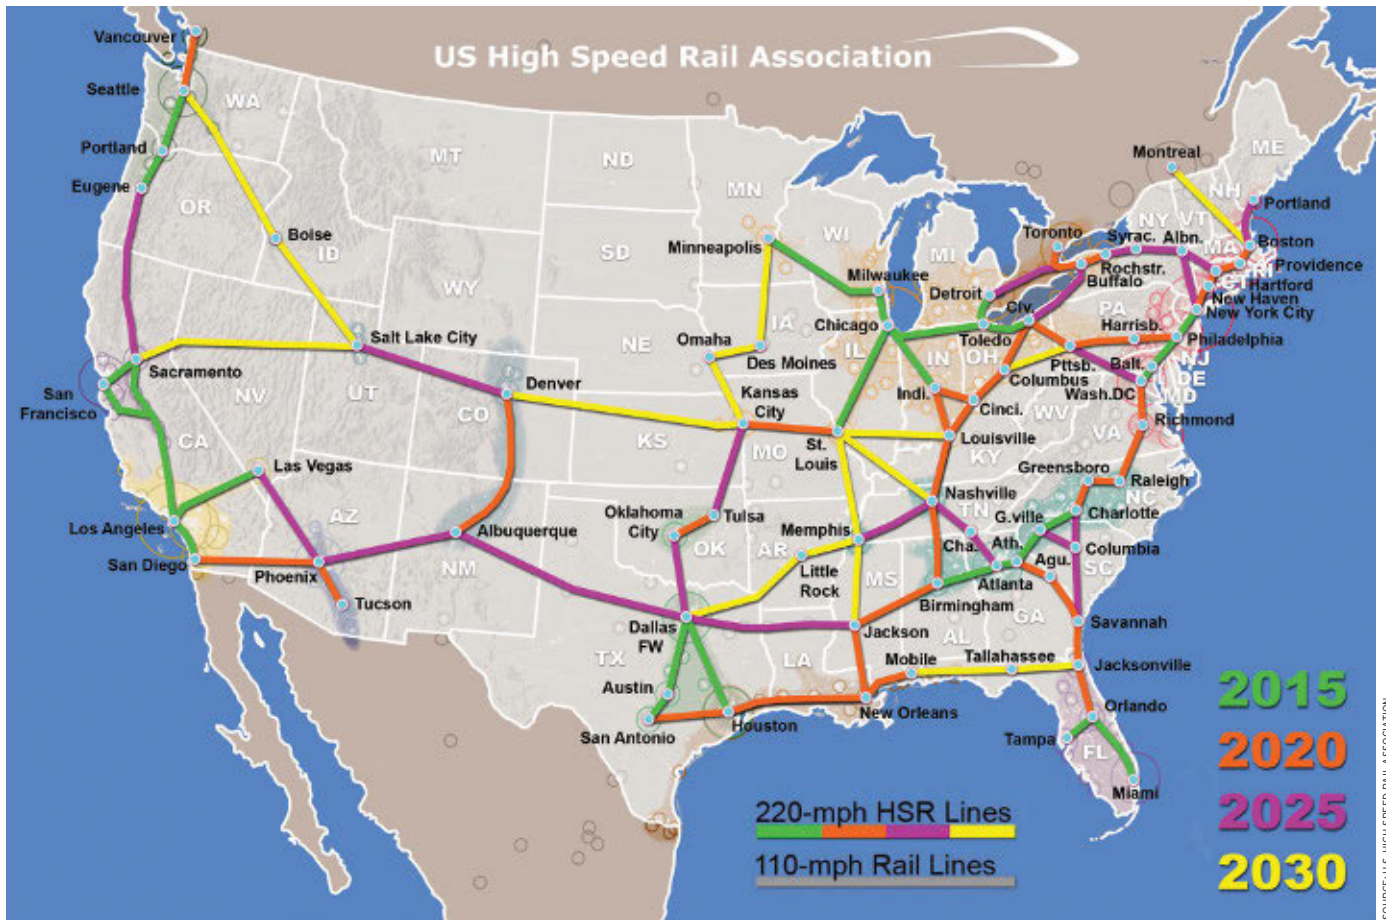 US High Speed Rail Association
Vancouver
Seattle
WA
Portland
Eugene
OR
Boise
ID
MT
ND
MN
SD
WY
Minneapolis
WI
Milwaukee
MI
Detroit
Toronto
Montreal
ME
NH
VT
NY
Portland
Syrac.
Albn.
MA
Boston
Rochstr.
Buffalo
RI
Providence
CT
Hartford
New Haven
New York City
PA
Harrisb.
Philadelphia
NJ
DE
MD
Balt.
Wash.DC
Pttsb.
Clv.
Toledo
Chicago
IA
IL
IN
OH
Columbus
Indi.
Cinci.
WV
VA
Richmond
Omaha
Des Moines
NE
Salt Lake City
Sacramento
San
Francisco
NV
UT
Denver
CO
Kansas
City
KS
MO
St.
Louis
Louisville
KY
CA
Las Vegas
Los Angeles
San Diego
AZ
Phoenix
Tucson
Albuquerque
NM
Oklahoma
City
Tulsa
OK
AR
Memphis
Little
Rock
Nashville
TN
Greensboro
Raleigh
NC
G.ville
Charlotte
Cha.
Ath.
Agu.
Columbia
SC
Atlanta
Birmingham
MS
AL
GA
Savannah
Dallas
FW
Jackson
TX
LA
Mobile
Tallahassee
Jacksonville
Austin
San Antonio
Houston
New Orleans
Orlando
Tampa
FL
Miami
2015
2020
2025
2030
220-mph HSR Lines
110-mph Rail Lines
SOURCE: U.S. HIGH SPEED RAIL ASSOCIATION